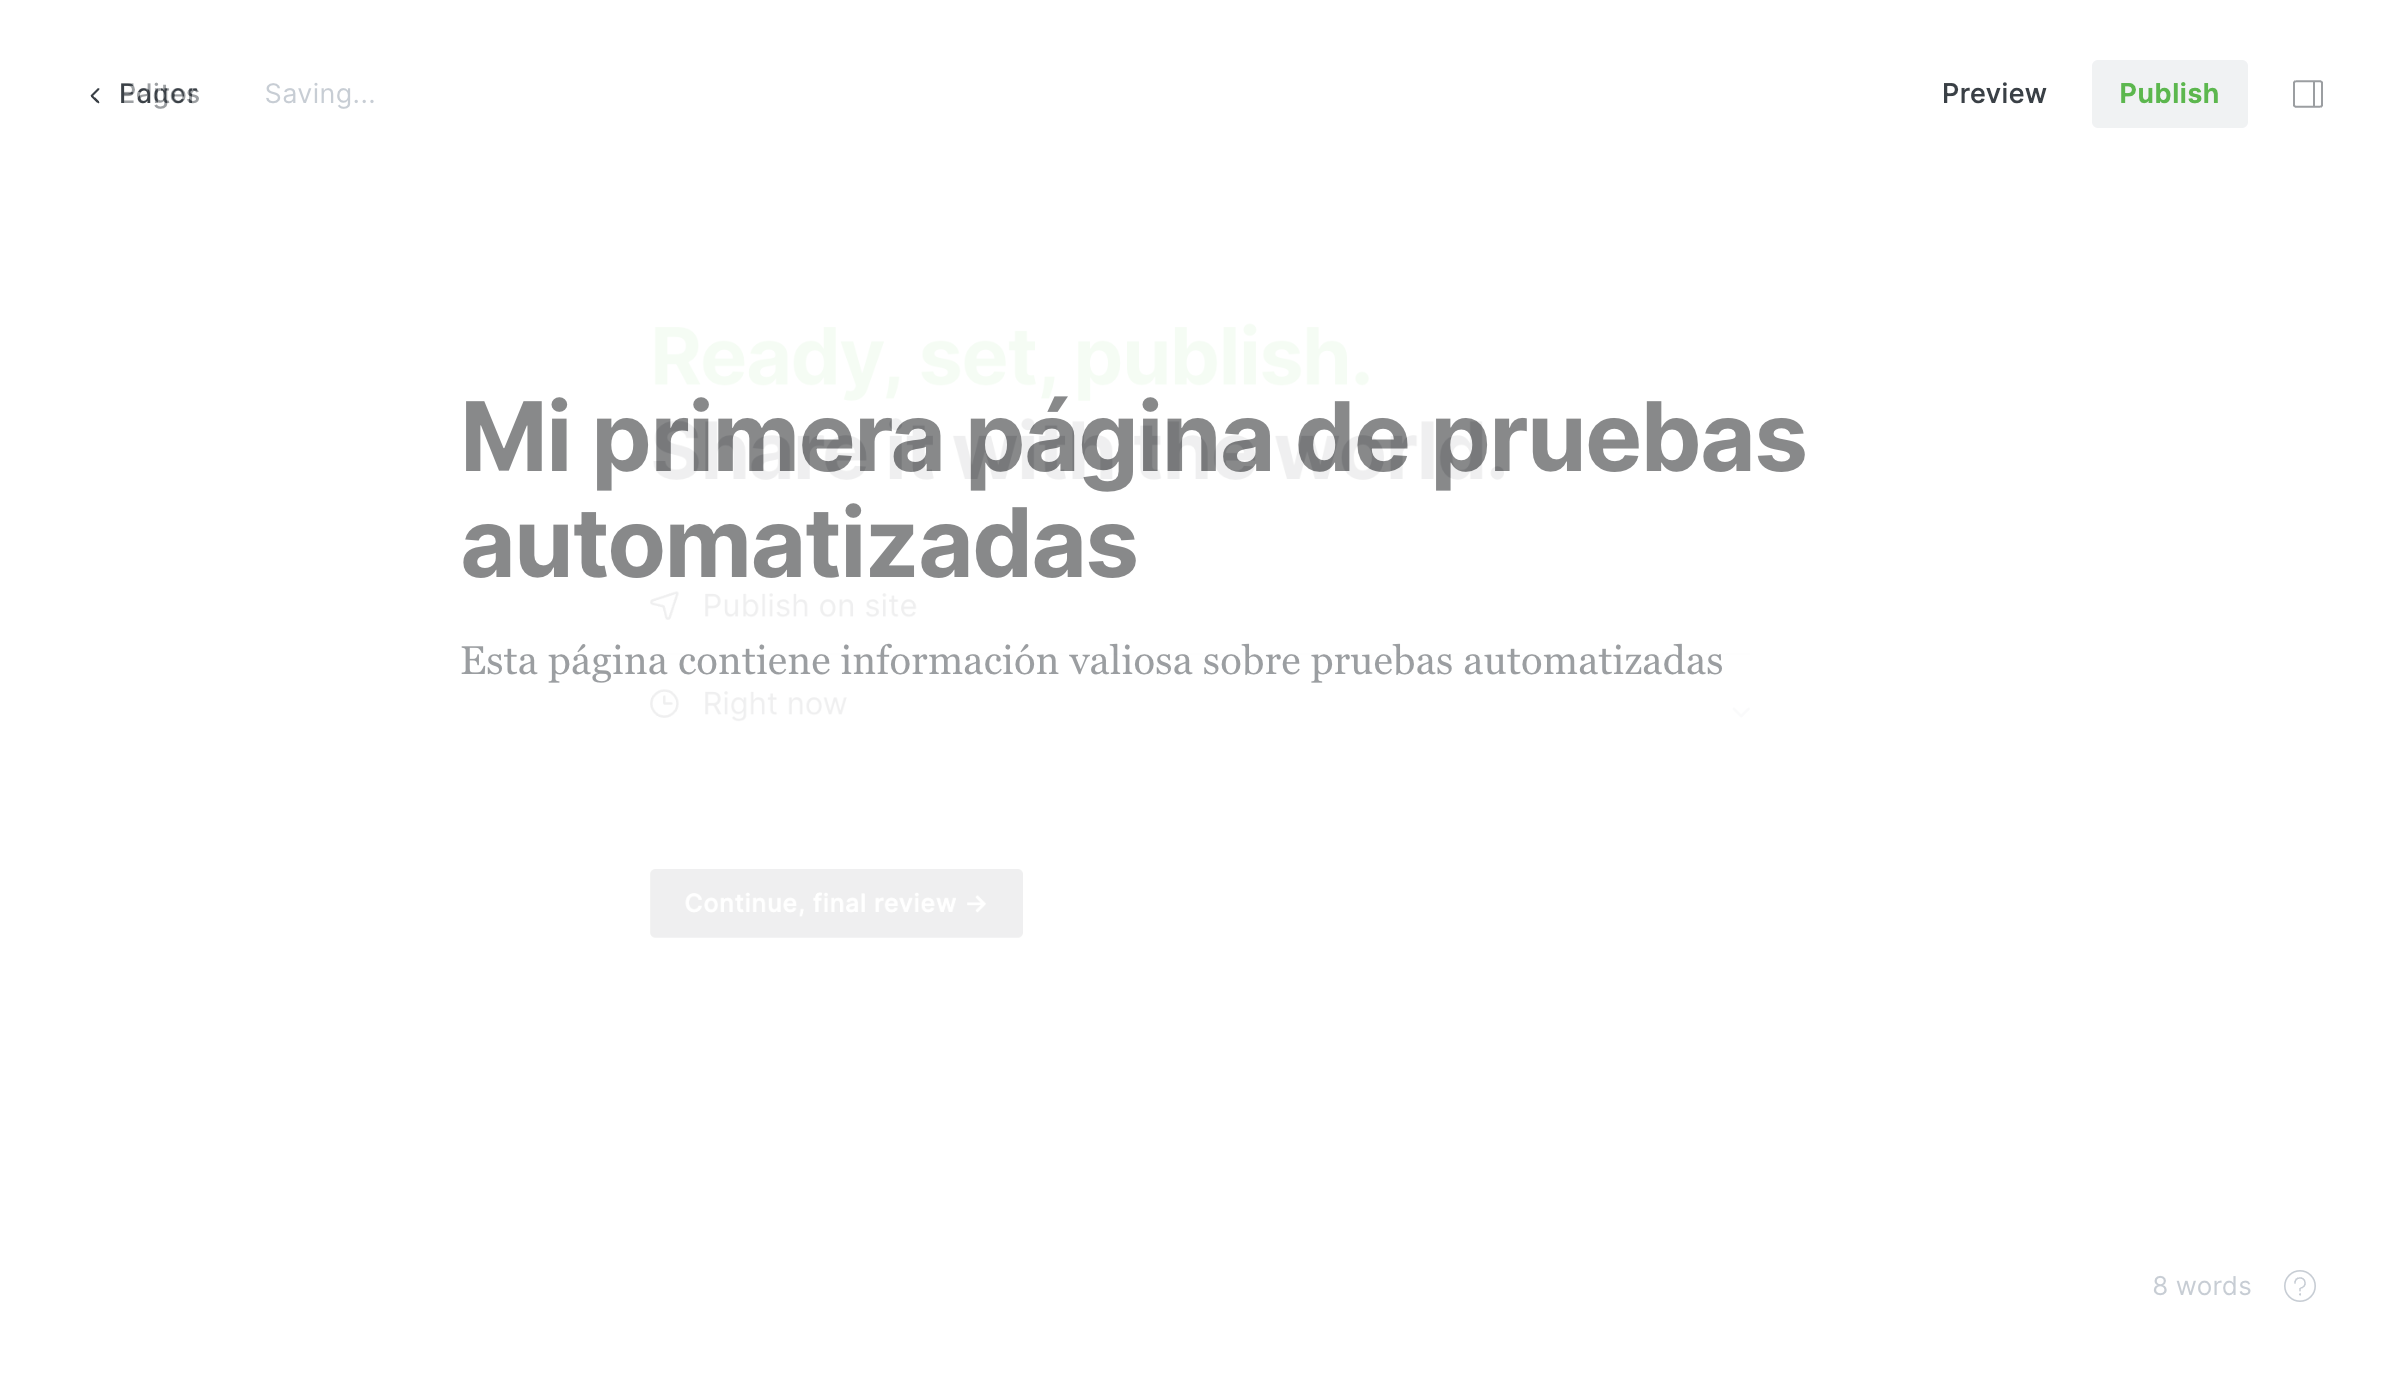 Editor
Pages
Saving...
Preview
Publish
Ready, set, publish.
Share it with the world.
Mi primera página de pruebas
automatizadas
Publish on site
Esta página contiene información valiosa sobre pruebas automatizadas
Right now
Continue, final review →
8 words
?